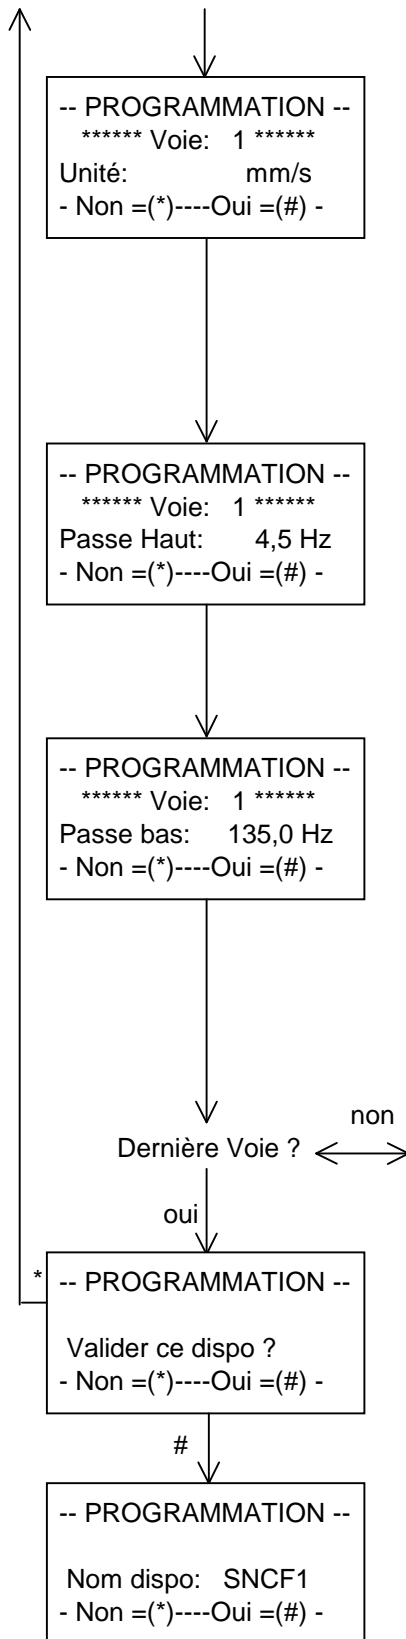 -- PROGRAMMATION --
****** Voie: 1 ******
Unité: mm/s
- Non =(*)----Oui =(#) -
-- PROGRAMMATION --
****** Voie: 1 ******
Passe Haut: 4,5 Hz
- Non =(*)----Oui =(#) -
-- PROGRAMMATION --
****** Voie: 1 ******
Passe bas: 135,0 Hz
- Non =(*)----Oui =(#) -
non
Dernière Voie ?
oui
*
-- PROGRAMMATION --
Valider ce dispo ?
- Non =(*)----Oui =(#) -
#
-- PROGRAMMATION --
Nom dispo: SNCF1
- Non =(*)----Oui =(#) -